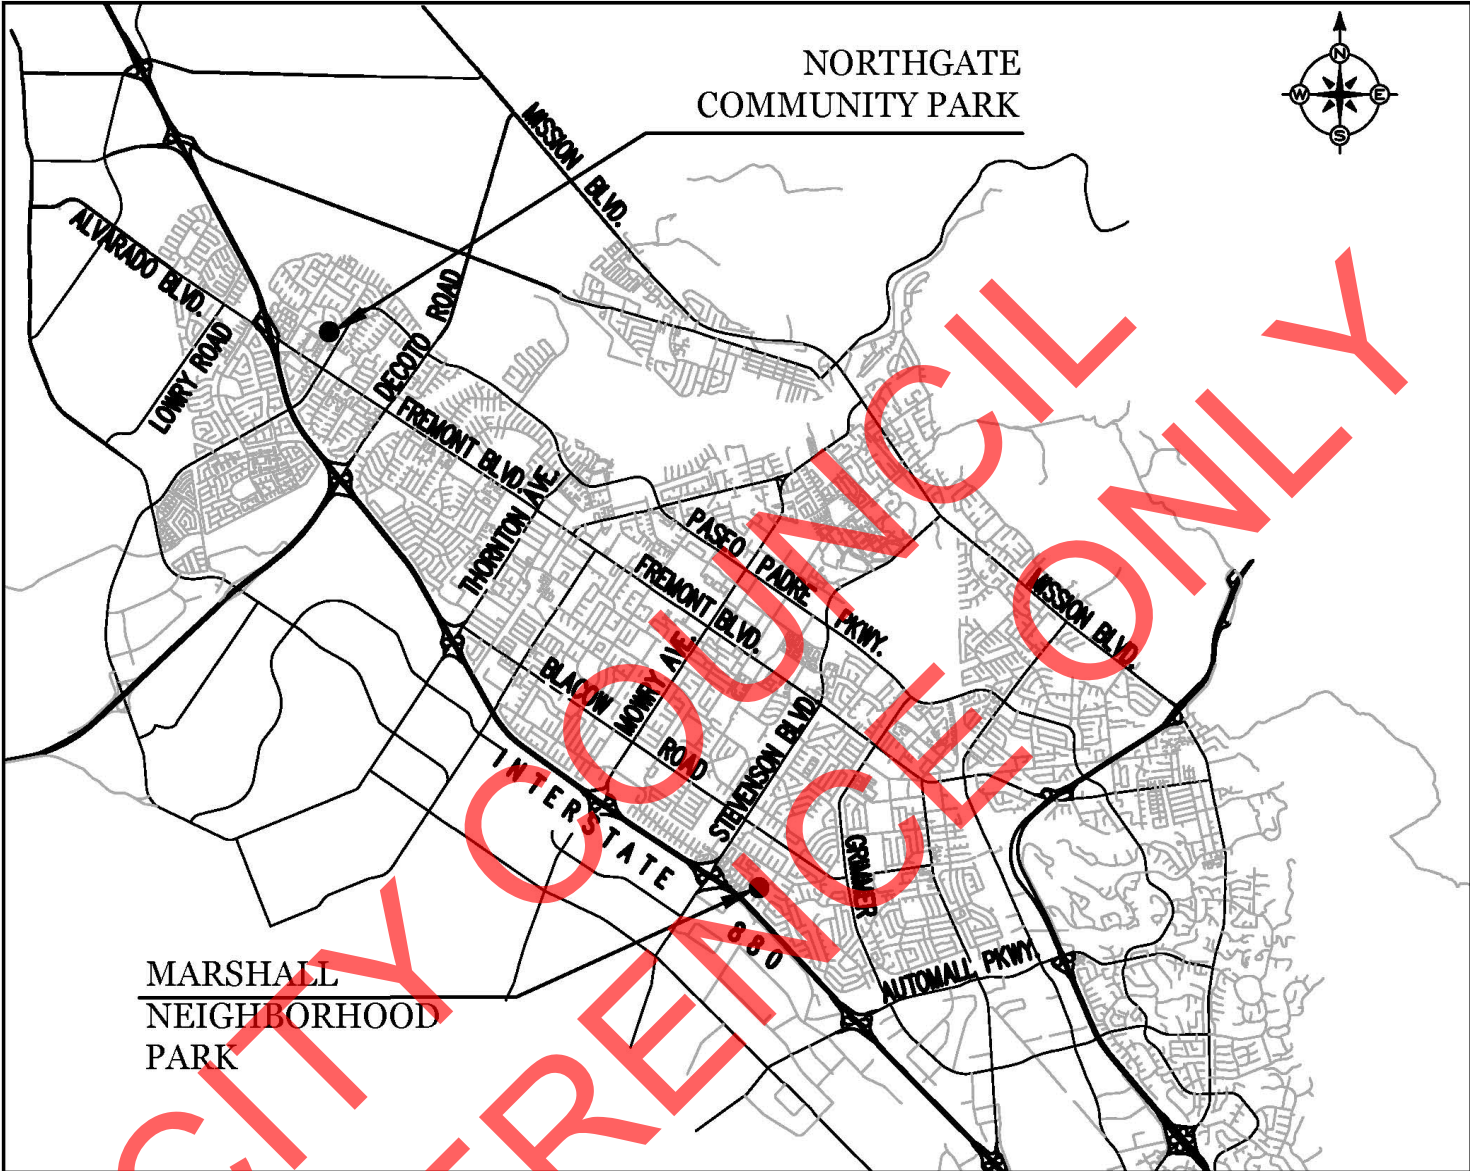 NORTHGATE
COMMUNITY PARK
N
W
E
S
MISSION BLVD.
ALVARADO BLVD.
LOWRY ROAD
DECOTO ROAD
FREMONT BLVD.
THORNTON AVE.
PASEO PADRE PKWY.
FREMONT BLVD.
MISSION BLVD.
BLACOW ROAD
MOWRY AVE.
STEVENSON BLVD.
INTERSTATE 880
GRIMMER
AUTOMALL PKWY.
MARSHALL
NEIGHBORHOOD
PARK
CITY COUNCIL
ERENCE ONLY